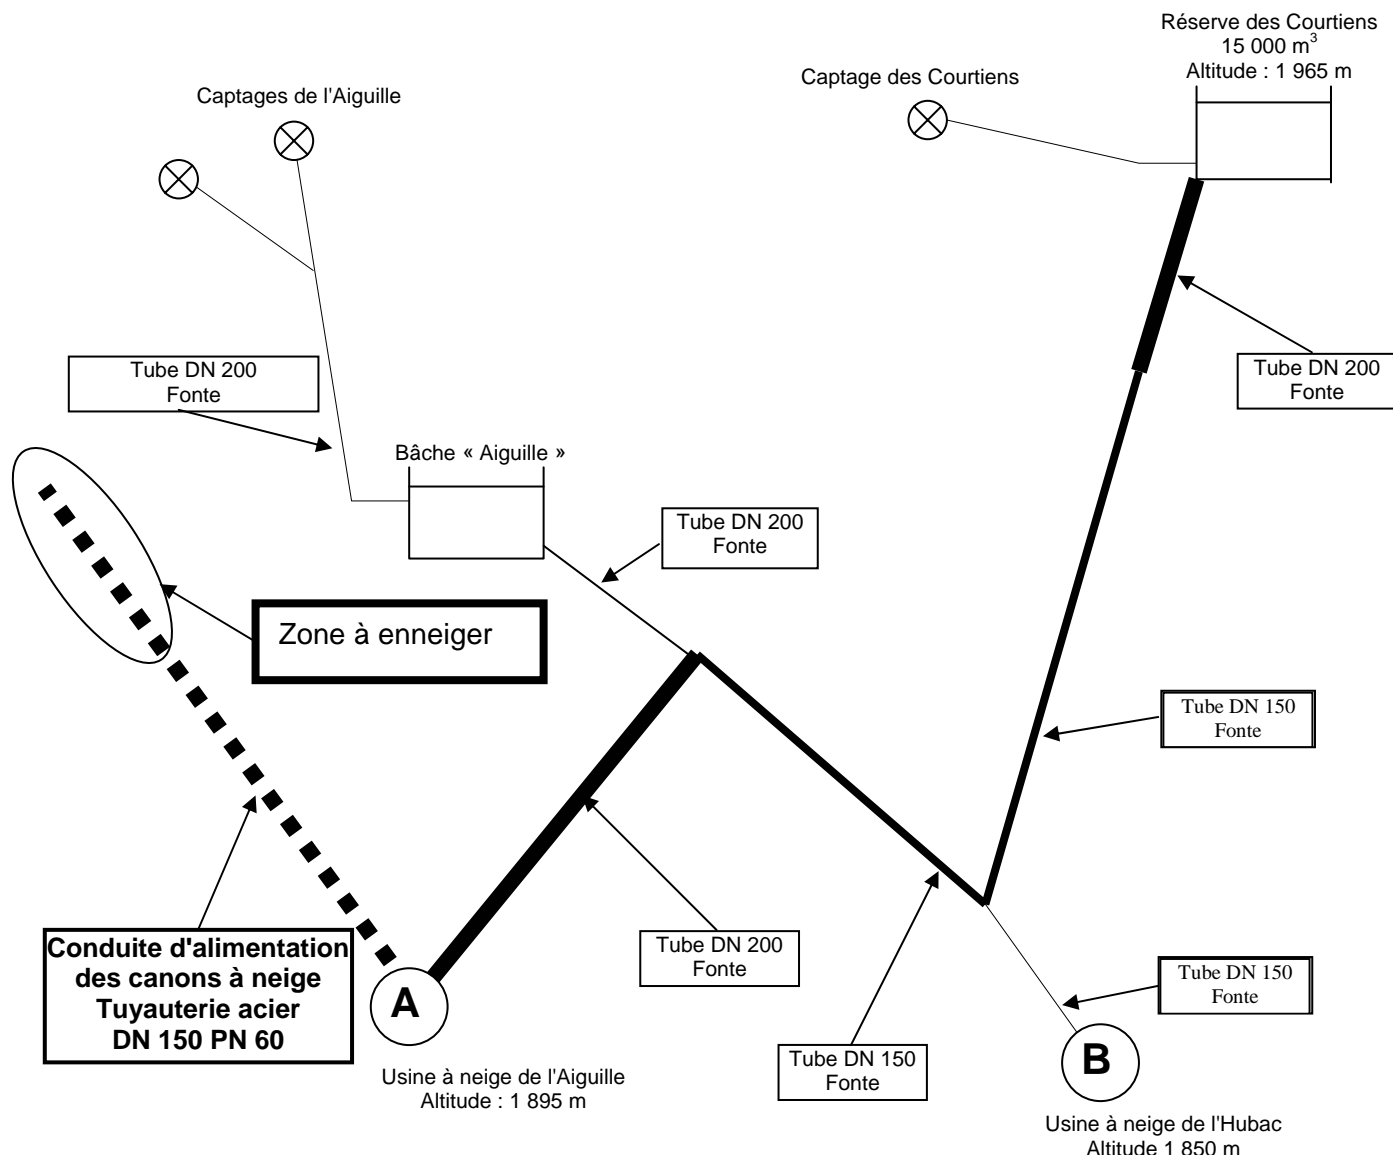 Réserve des Courtiens
15 000 m³
Altitude : 1 965 m
Captage des Courtiens
Captages de l'Aiguille
Tube DN 200
Fonte
Tube DN 200
Fonte
Bâche « Aiguille »
Tube DN 200
Fonte
Zone à enneiger
Tube DN 150
Fonte
Conduite d'alimentation
des canons à neige
Tuyauterie acier
DN 150 PN 60
Tube DN 200
Fonte
Tube DN 150
Fonte
A
Tube DN 150
Fonte
B
Usine à neige de l'Aiguille
Altitude : 1 895 m
Usine à neige de l'Hubac
Altitude 1 850 m